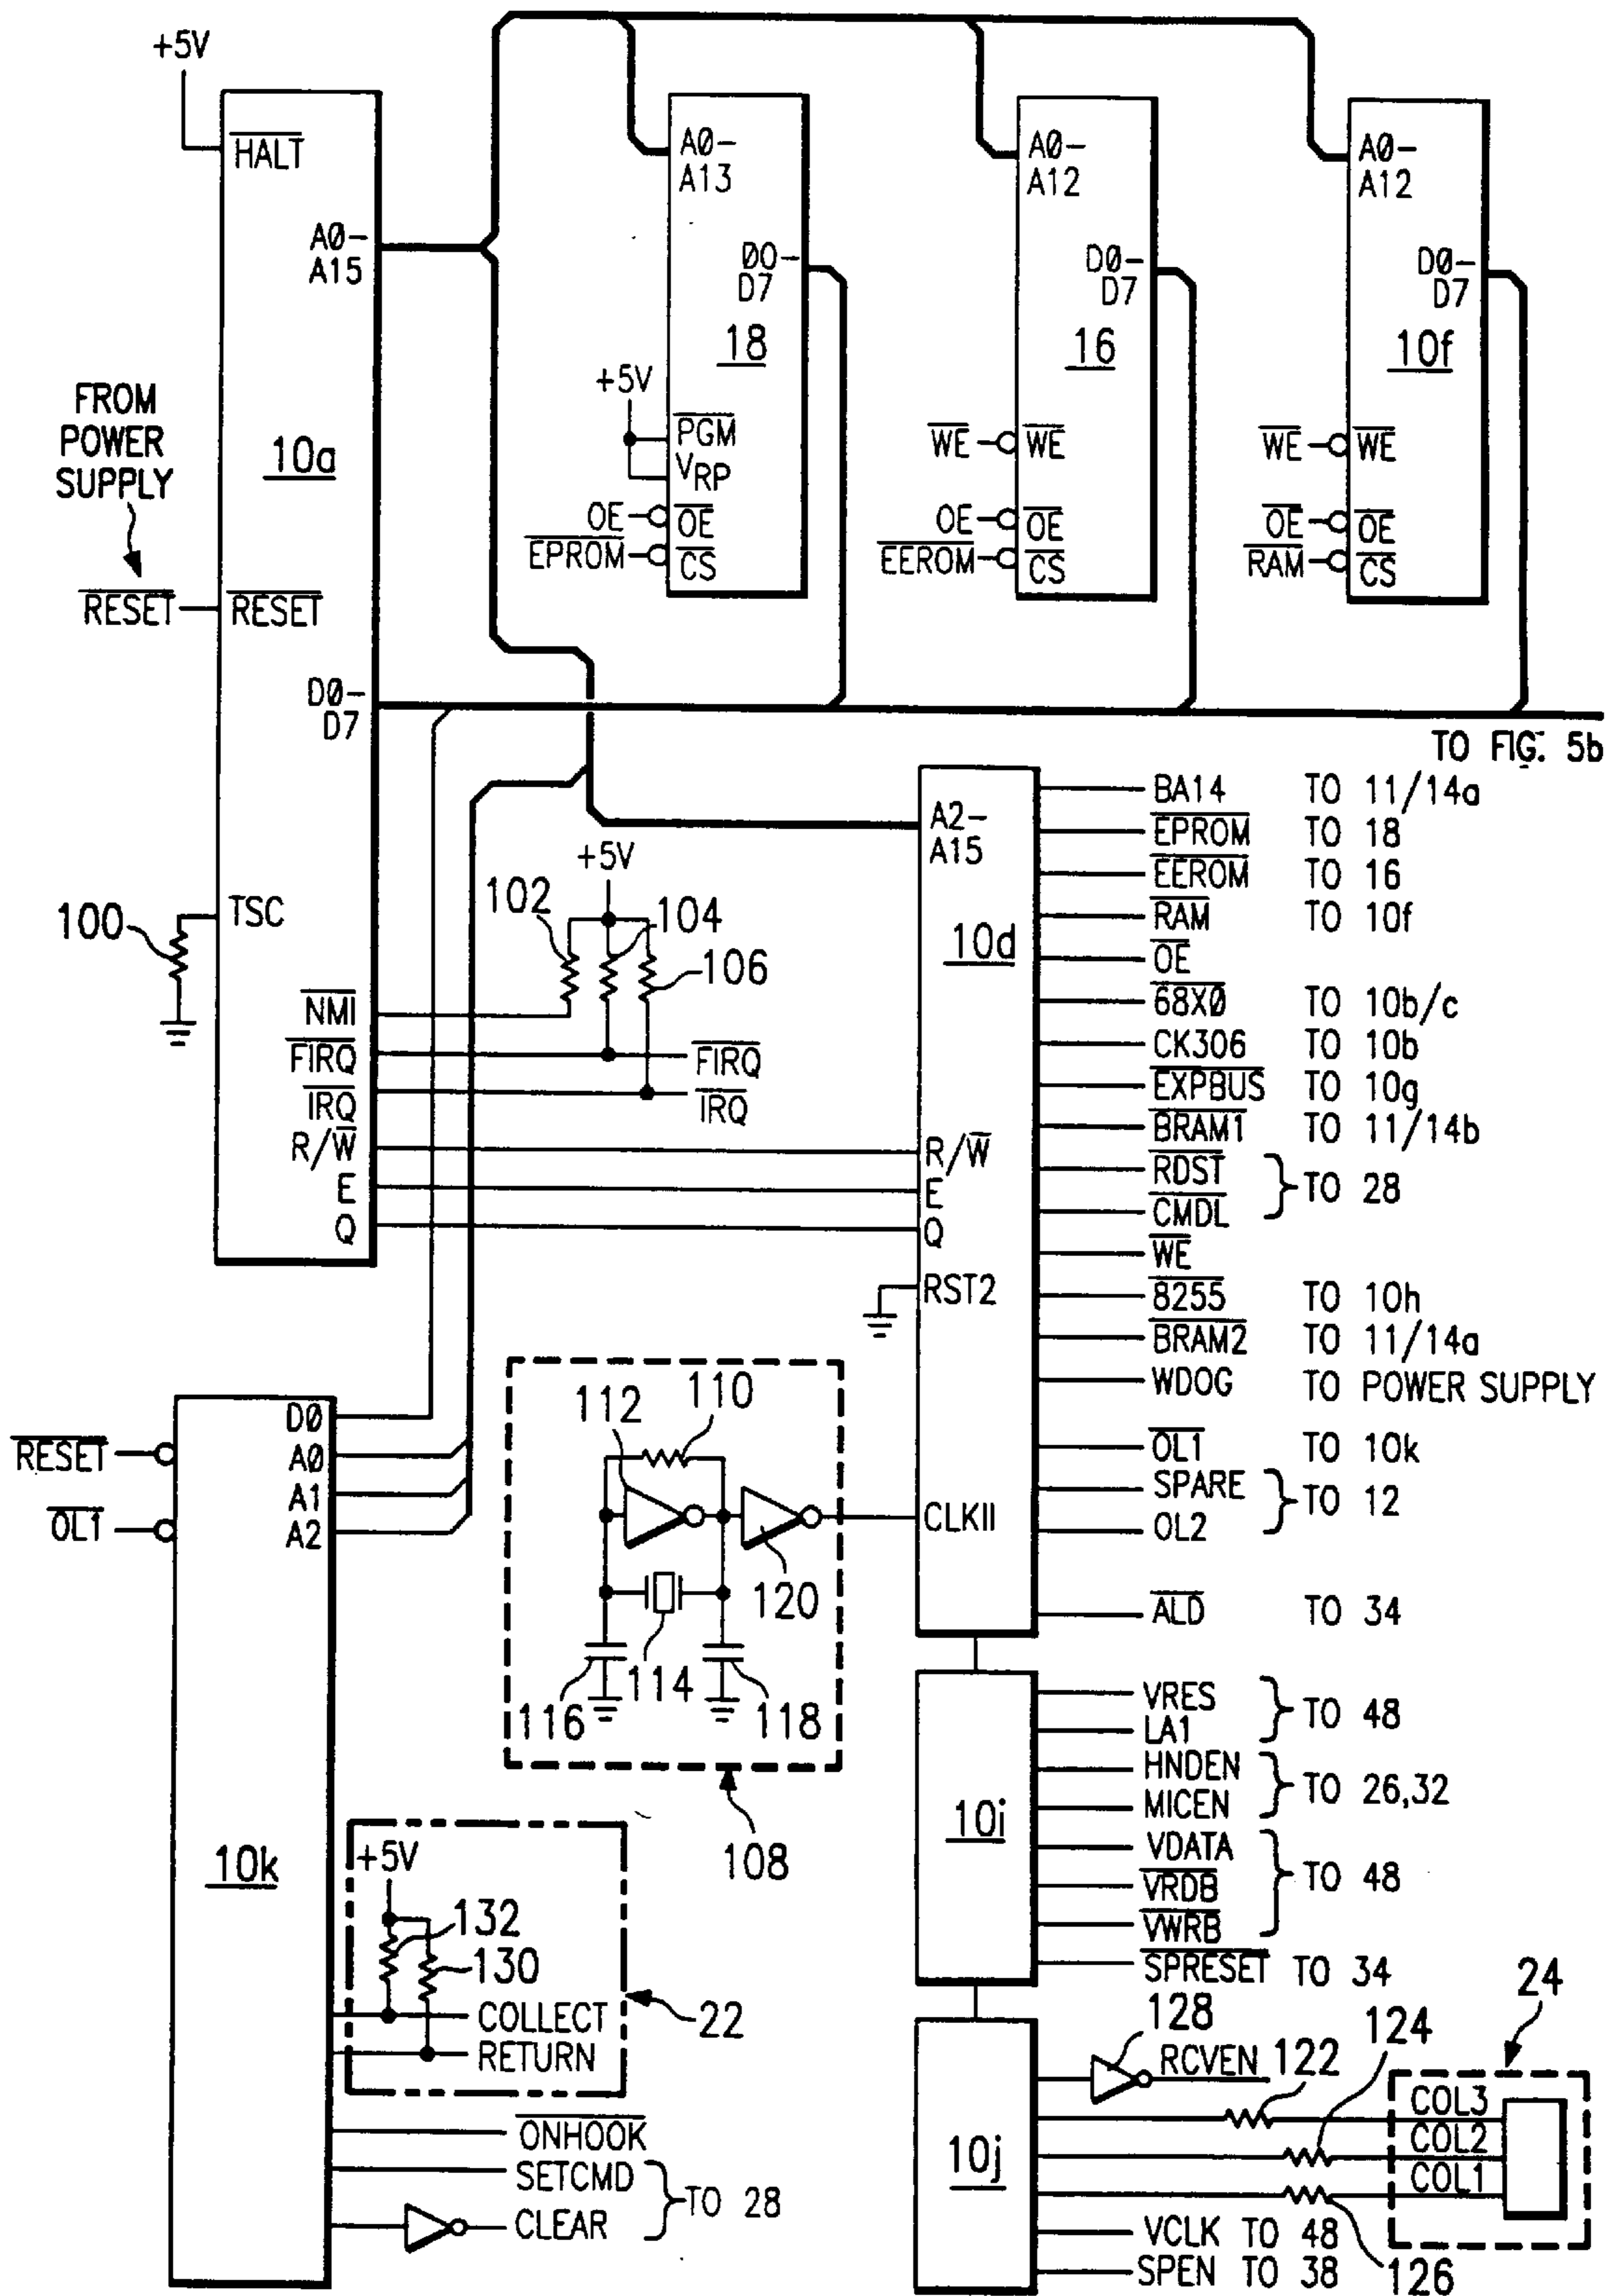 +5V
HALT
A0-
A15
A0-
A13
DO-
D7
18
+5V
PGM
VRP
OE
OE
EPROM
CS
A0-
A12
D0-
D7
16
WE
WE
OE
OE
EEROM
CS
A0-
A12
D0-
D7
10f
WE
WE
OE
OE
RAM
CS
FROM
POWER
SUPPLY
10a
RESET
RESET
D0-
D7
TO FIG. 5b
100
TSC
102
+5V
104
106
NMI
FIRQ
FIRQ
IRQ
IRQ
R/W
R/W
E
E
Q
Q
A2-
A15
10d
RST2
CLKII
BA14 TO 11/14a
EPROM TO 18
EEROM TO 16
RAM TO 10f
OE
68X0 TO 10b/c
CK306 TO 10b
EXPBUS TO 10g
BRAM1 TO 11/14b
RDST
CMDL
TO 28
WE
8255 TO 10h
BRAM2 TO 11/14a
WDOG TO POWER SUPPLY
OL1 TO 10k
SPARE
OL2
TO 12
ALD TO 34
RESET
OL1
D0
A0
A1
A2
10k
112
110
120
116
114
118
108
+5V
132
130
COLLECT
RETURN
22
ONHOOK
SETCMD
CLEAR
TO 28
10i
VRES
LA1
TO 48
HNDEN
MICEN
TO 26,32
VDATA
VRDB
VWRB
TO 48
SPRESET TO 34
10j
128
RCVEN
122
124
24
COL3
COL2
COL1
126
VCLK TO 48
SPEN TO 38